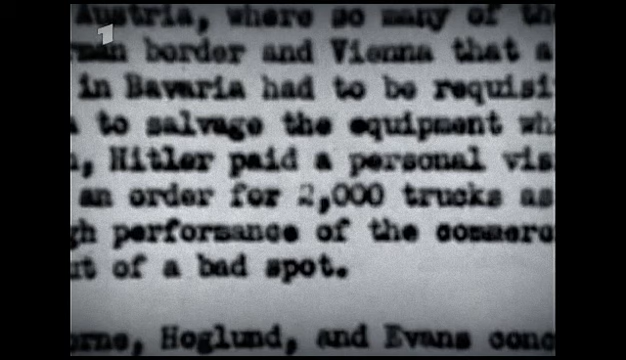 Austria, where so many of the
man border and Vienna that a
in Bavaria had to be requisi
to salvage the equipment wh
, Hitler paid a personal vis
an order for 2,000 trucks as
gh performance of the commerc
ut of a bad spot.
orne, Hoglund, and Evans conc
1